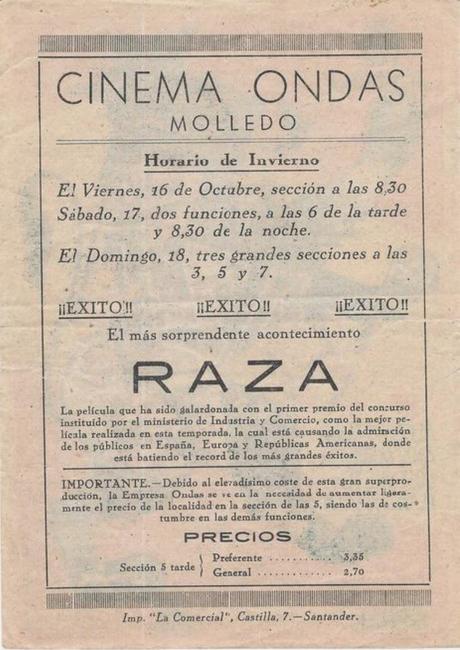 CINEMA ONDAS
MOLLEDO
Horario de Invierno
El Viernes, 16 de Octubre, sección a las 8,30
Sábado, 17, dos funciones, a las 6 de la tarde
y 8,30 de la noche.
El Domingo, 18, tres grandes secciones a las
3, 5 y 7.
¡¡EXITO!! ¡¡EXITO!! ¡¡EXITO!!
El más sorprendente acontecimiento
RAZA
La película que ha sido galardonada con el primer premio del concurso
instituído por el ministerio de Industria y Comercio, como la mejor pe-
lícula realizada en esta temporada, la cual está causando la admiración
de los públicos en España, Europa y Repúblicas Americanas, donde
está batiendo el record de los más grandes éxitos.
IMPORTANTE.—Debido al elevadísimo coste de esta gran superpro-
ducción, la Empresa Ondas se ve en la necesidad de aumentar ligera-
mente el precio de la localidad en la sección de las 5, siendo las de cos-
tumbre en las demás funciones.
PRECIOS
Sección 5 tarde { Preferente . . . . . . . . . . 3,35
General . . . . . . . . . . . . 2,70
Imp. "La Comercial", Castilla, 7.—Santander.